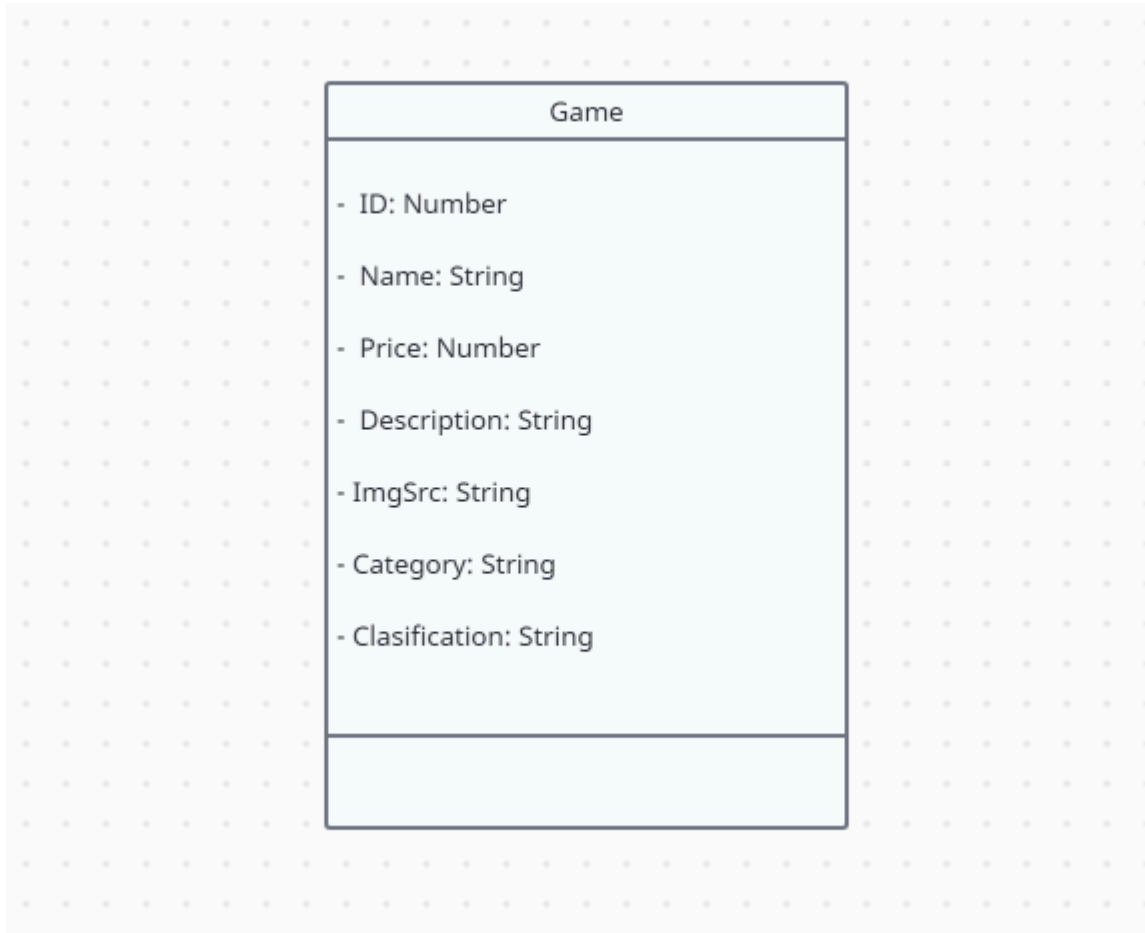 Game
- ID: Number
- Name: String
- Price: Number
- Description: String
- ImgSrc: String
- Category: String
- Clasification: String